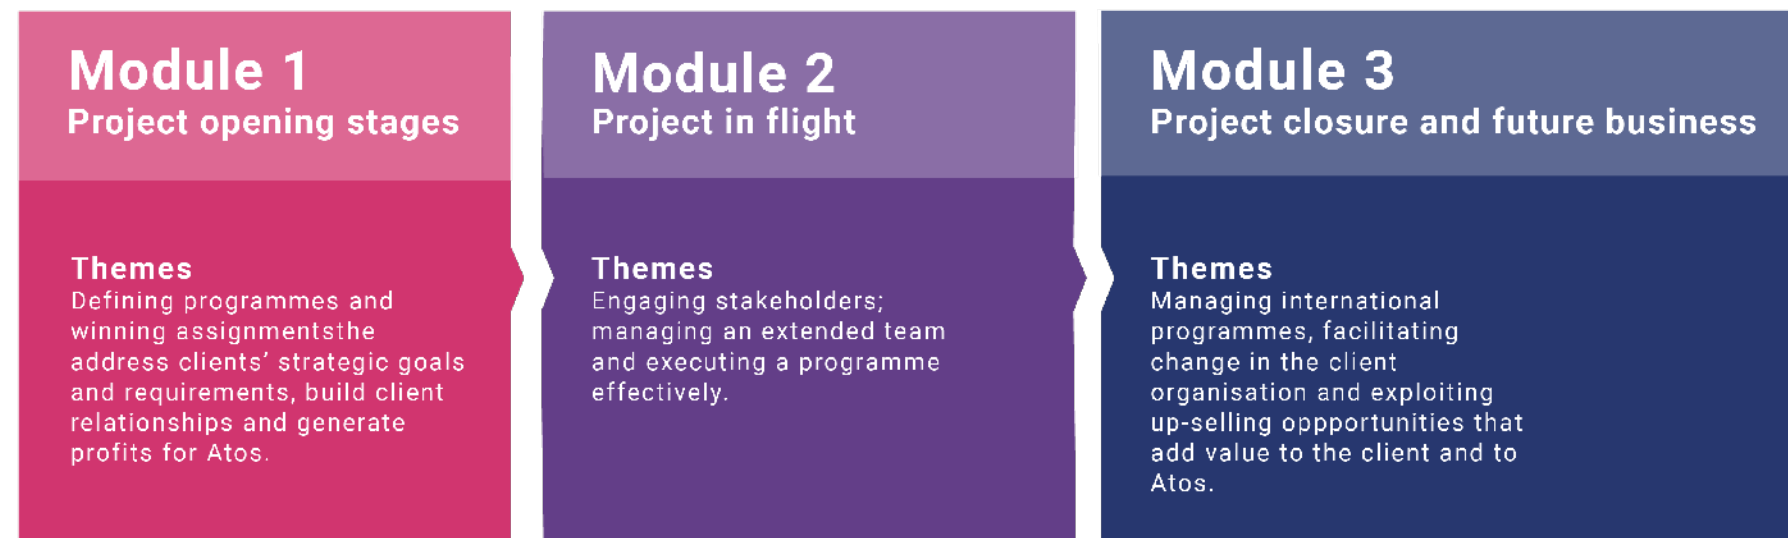 Module 1
Project opening stages
Themes
Defining programmes and
winning assignmentsthe
address clients' strategic goals
and requirements, build client
relationships and generate
profits for Atos.
Module 2
Project in flight
Themes
Engaging stakeholders;
managing an extended team
and executing a programme
effectively.
Module 3
Project closure and future business
Themes
Managing international
programmes, facilitating
change in the client
organisation and exploiting
up-selling oppportunities that
add value to the client and to
Atos.